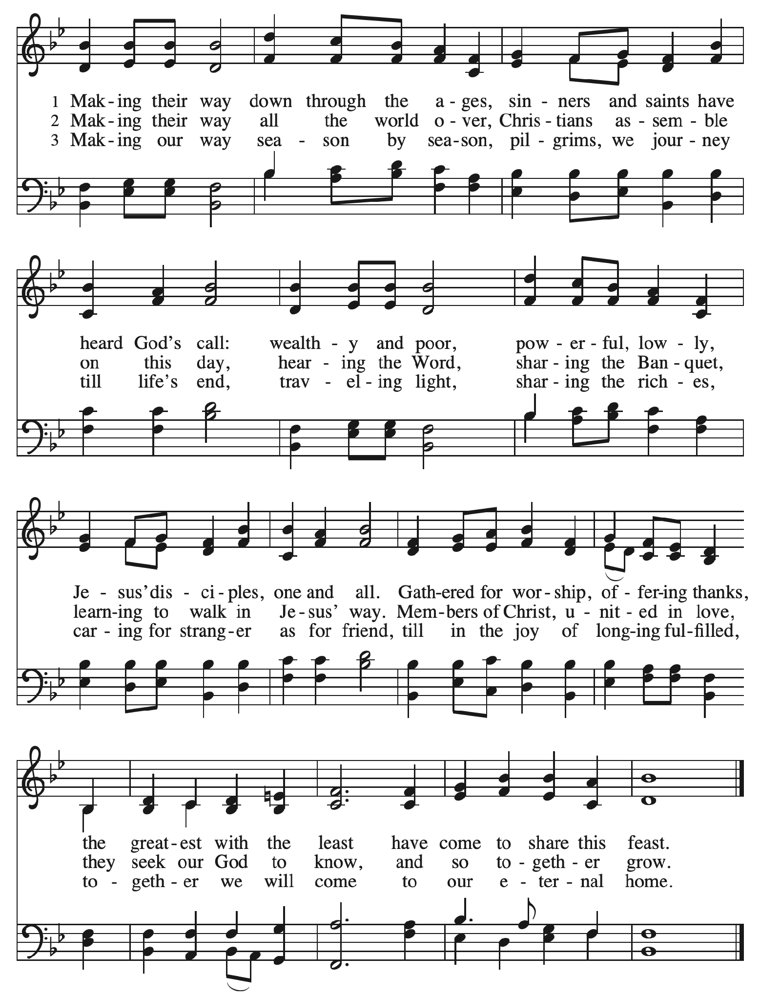 1 Mak - ing their way down through the a - ges, sin - ners and saints have
2 Mak - ing their way all the world o - ver, Chris - tians as - sem - ble
3 Mak - ing our way sea - son by sea - son, pil - grims, we jour - ney
heard God's call: wealth - y and poor, pow - er - ful, low - ly,
on this day, hear - ing the Word, shar - ing the Ban - quet,
till life's end, trav - el - ing light, shar - ing the rich - es,
Je - sus' dis - ci - ples, one and all. Gath - ered for wor - ship, of - fer - ing thanks,
learn - ing to walk in Je - sus' way. Mem - bers of Christ, u - nit - ed in love,
car - ing for strang - er as for friend, till in the joy of long - ing ful - filled,
the great - est with the least have come to share this feast.
they seek our God to know, and so to - geth - er grow.
to - geth - er we will come to our e - ter - nal home.